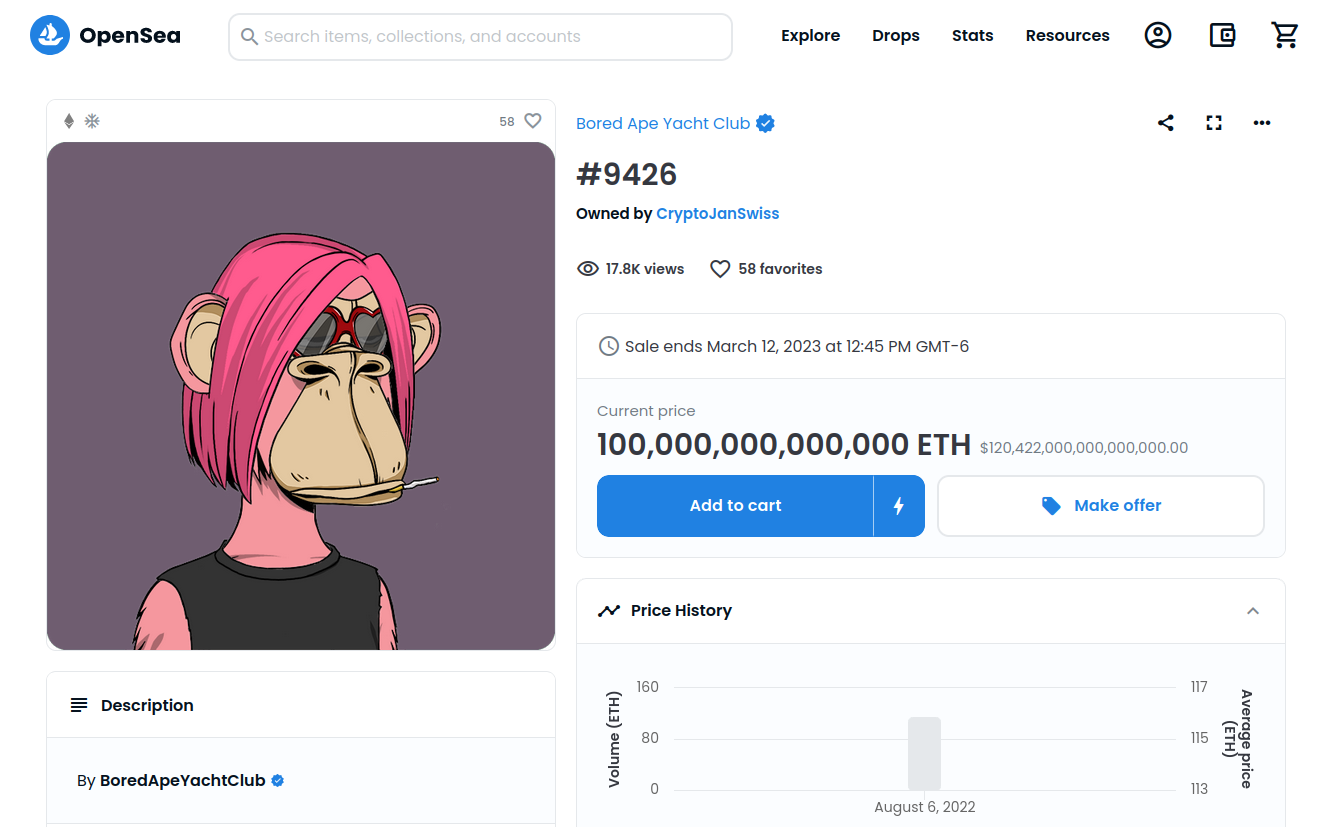 OpenSea
Search items, collections, and accounts
Explore
Drops
Stats
Resources
58
Bored Ape Yacht Club
#9426
Owned by CryptoJanSwiss
17.8K views
58 favorites
Sale ends March 12, 2023 at 12:45 PM GMT-6
Current price
100,000,000,000,000 ETH $120,422,000,000,000,000.00
Add to cart
Make offer
Price History
Volume (ETH)
160
80
0
117
115
113
Average price
(ETH)
August 6, 2022
Description
By BoredApeYachtClub